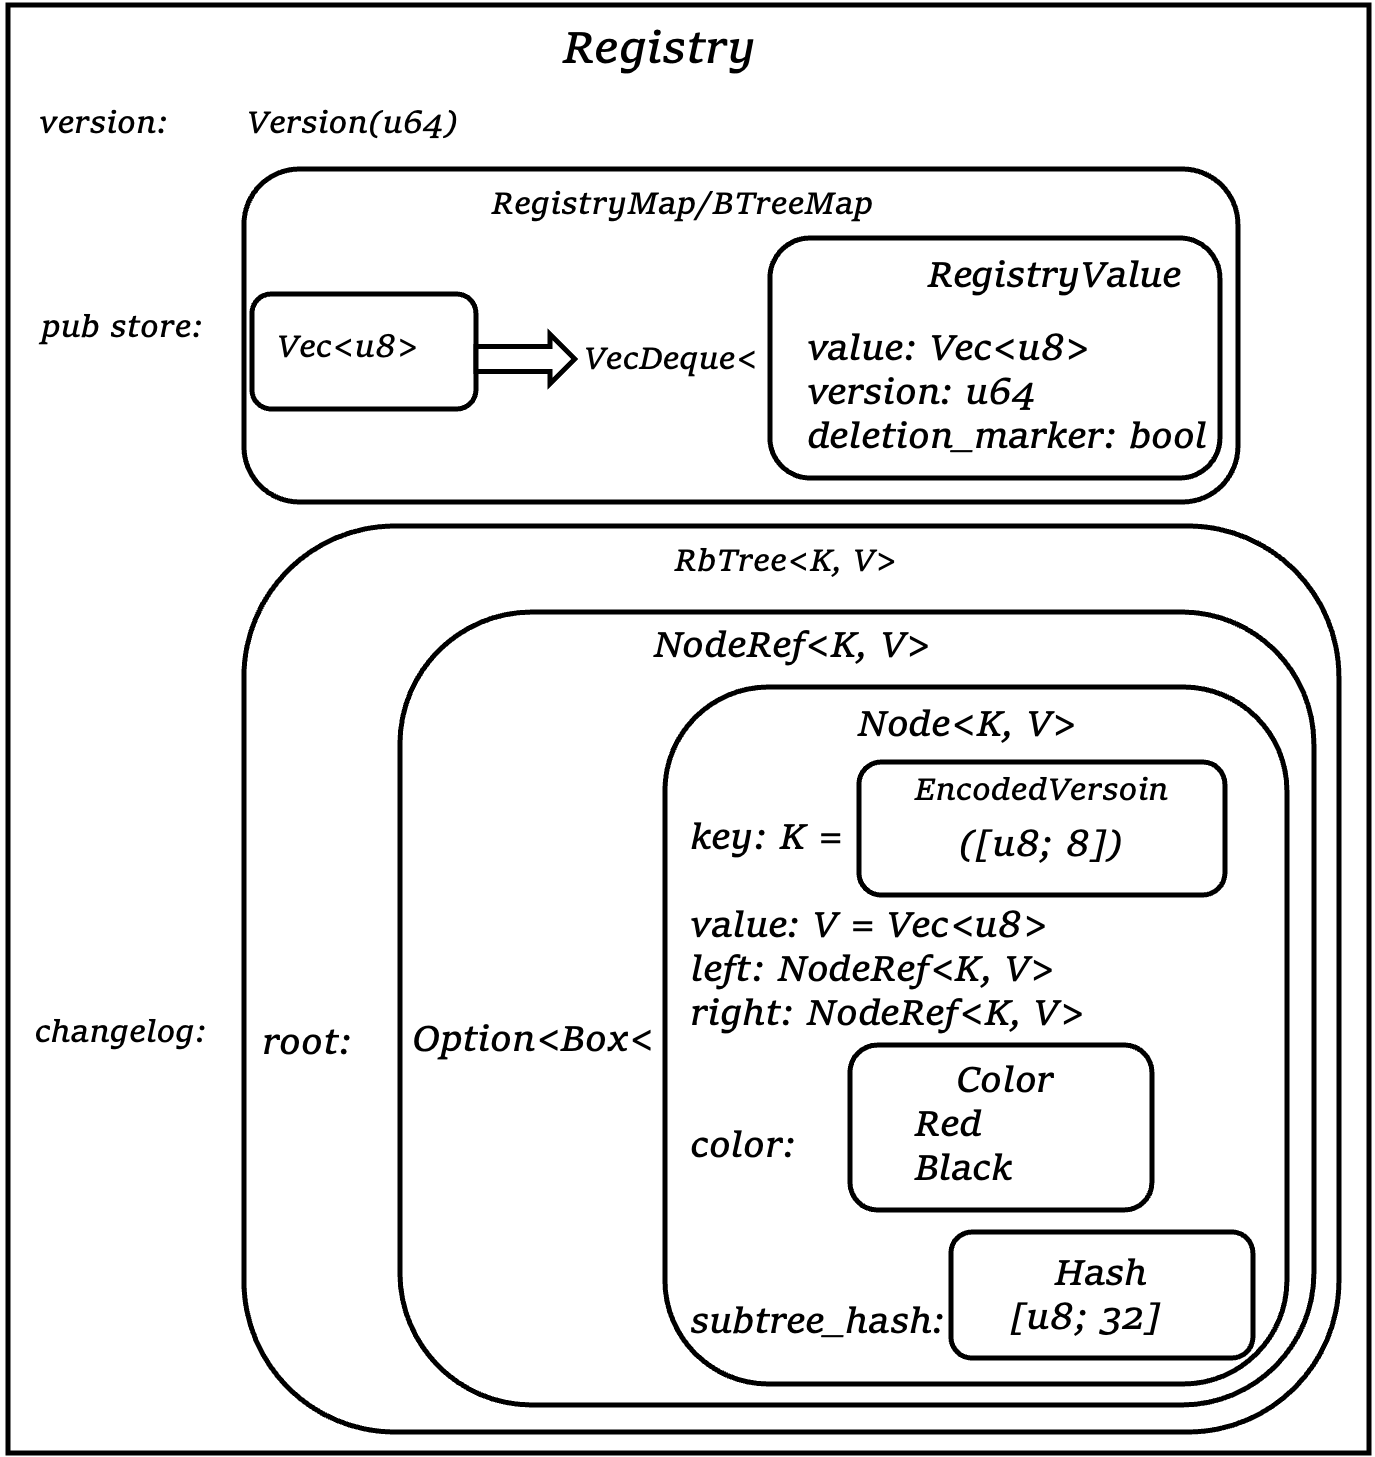 Registry
version: Version(u64)
RegistryMap/BTreeMap
pub store:
Vec<u8>
VecDeque<
RegistryValue
value: Vec<u8>
version: u64
deletion_marker: bool
RbTree<K, V>
NodeRef<K, V>
Node<K, V>
key: K =
EncodedVersoin
([u8; 8])
value: V = Vec<u8>
left: NodeRef<K, V>
right: NodeRef<K, V>
changelog:
root:
Option<Box<
color:
Color
Red
Black
subtree_hash:
Hash
[u8; 32]